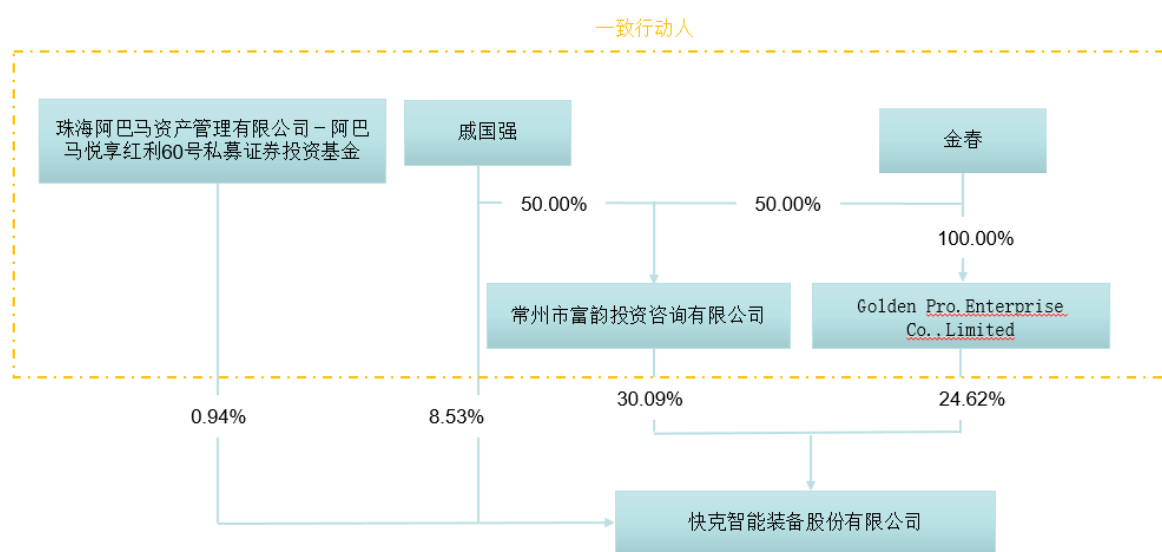 一致行动人
珠海阿巴马资产管理有限公司－阿巴
马悦享红利60号私募证券投资基金
戚国强
金春
50.00%
50.00%
100.00%
常州市富韵投资咨询有限公司
Golden Pro.Enterprise
Co.,Limited
0.94%
8.53%
30.09%
24.62%
快克智能装备股份有限公司